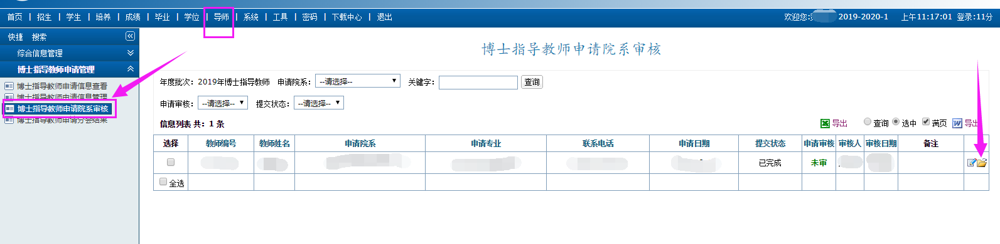 首页 | 招生 | 学生 | 培养 | 成绩 | 毕业 | 学位 | 导师 | 系统 | 工具 | 密码 | 下载中心 | 退出 欢迎您: 2019-2020-1 上午11:17:01 登录:11分
快捷 搜索
综合信息管理
博士指导教师申请管理
博士指导教师申请信息查看
博士指导教师申请信息管理
博士指导教师申请院系审核
博士指导教师申请分会结果
博士指导教师申请院系审核
年度批次: 2019年博士指导教师 申请院系: --请选择-- 关键字: 查询
申请审核: --请选择-- 提交状态: --请选择--
信息列表 共: 1 条 导出 查询 选中 满页 导出
选择 教师编号 教师姓名 申请院系 申请专业 联系电话 申请日期 提交状态 申请审核 审核人 审核日期 备注
已完成 未审
全选